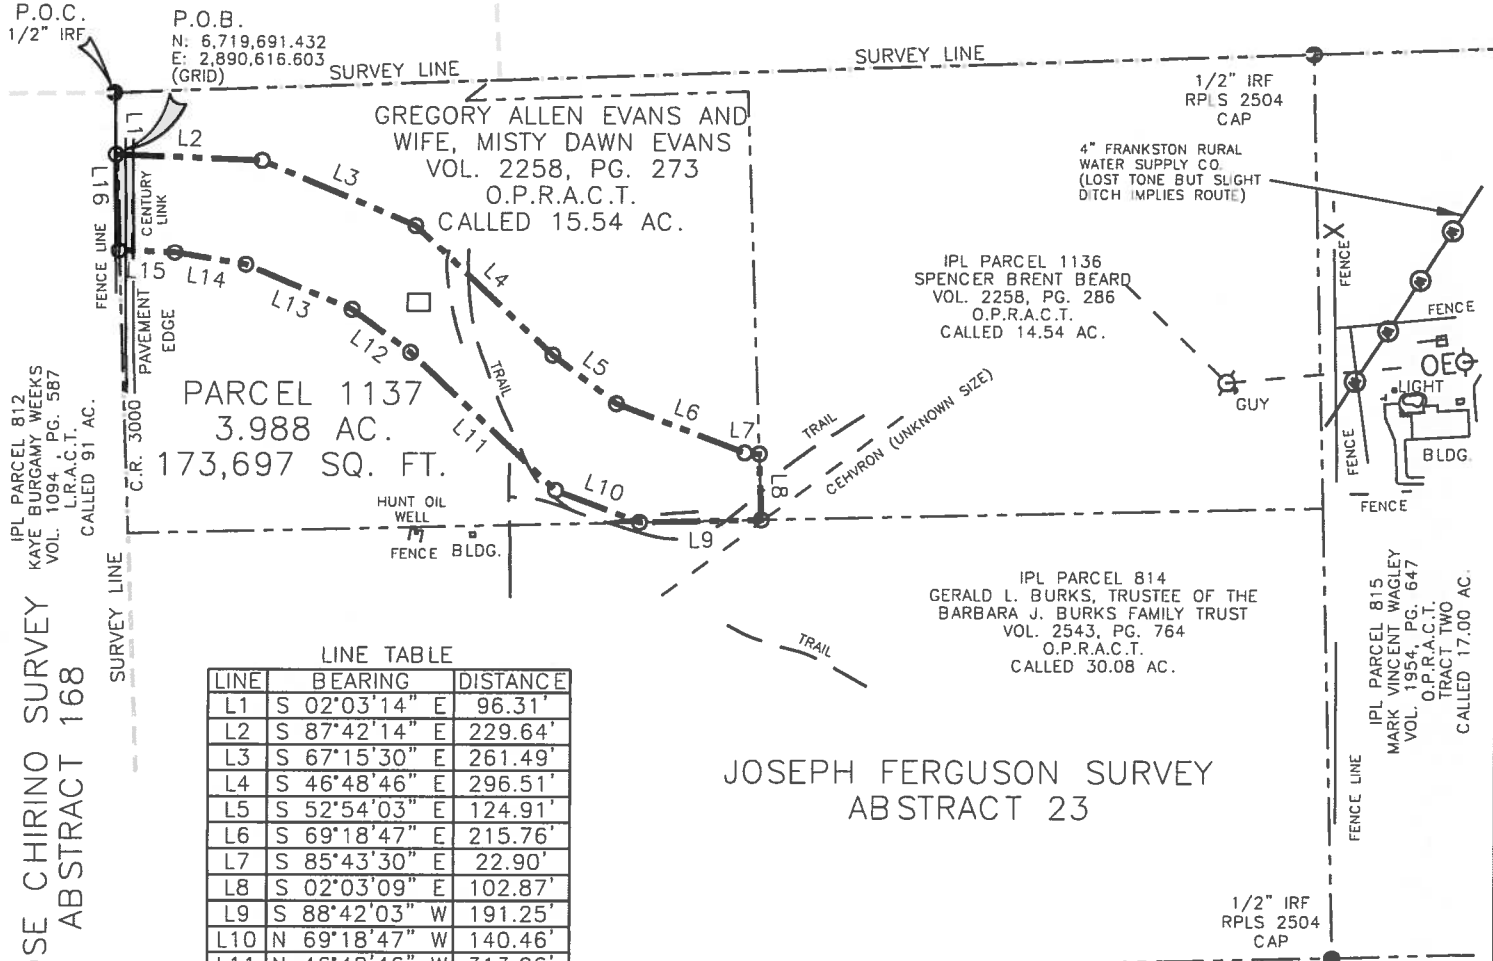 P.O.C.
1/2" IRF
P.O.B.
N: 6,719,691.432
E: 2,890,616.603
(GRID)
SURVEY LINE
SURVEY LINE
1/2" IRF
RPLS 2504
CAP
GREGORY ALLEN EVANS AND
WIFE, MISTY DAWN EVANS
VOL. 2258, PG. 273
O.P.R.A.C.T.
CALLED 15.54 AC.
4" FRANKSTON RURAL
WATER SUPPLY CO.
(LOST TONE BUT SLIGHT
DITCH IMPLIES ROUTE)
L1
L2
L3
L16
CENTURY
LINK
FENCE LINE
L15
L14
L13
L12
L4
L5
L6
L7
L8
L11
L10
L9
PAVEMENT
EDGE
C.R. 3000
TRAIL
IPL PARCEL 1136
SPENCER BRENT BEARD
VOL. 2258, PG. 286
O.P.R.A.C.T.
CALLED 14.54 AC.
FENCE
X
FENCE
OE
LIGHT
GUY
BLDG.
FENCE
FENCE
PARCEL 1137
3.988 AC.
173,697 SQ. FT.
TRAIL
CEHVRON (UNKNOWN SIZE)
HUNT OIL
WELL
FENCE
BLDG.
IPL PARCEL 812
KAYE BURGAMY WEEKS
VOL. 1094 , PG. 587
L.R.A.C.T.
CALLED 91 AC.
SURVEY LINE
IPL PARCEL 814
GERALD L. BURKS, TRUSTEE OF THE
BARBARA J. BURKS FAMILY TRUST
VOL. 2543, PG. 764
O.P.R.A.C.T.
CALLED 30.08 AC.
TRAIL
IPL PARCEL 815
MARK VINCENT WAGLEY
VOL. 1954, PG. 647
O.P.R.A.C.T.
TRACT TWO
CALLED 17.00 AC.
FENCE LINE
OSE CHIRINO SURVEY
ABSTRACT 168
JOSEPH FERGUSON SURVEY
ABSTRACT 23
1/2" IRF
RPLS 2504
CAP
LINE TABLE
LINE BEARING DISTANCE
L1 S 02°03'14" E 96.31'
L2 S 87°42'14" E 229.64'
L3 S 67°15'30" E 261.49'
L4 S 46°48'46" E 296.51'
L5 S 52°54'03" E 124.91'
L6 S 69°18'47" E 215.76'
L7 S 85°43'30" E 22.90'
L8 S 02°03'09" E 102.87'
L9 S 88°42'03" W 191.25'
L10 N 69°18'47" W 140.46'